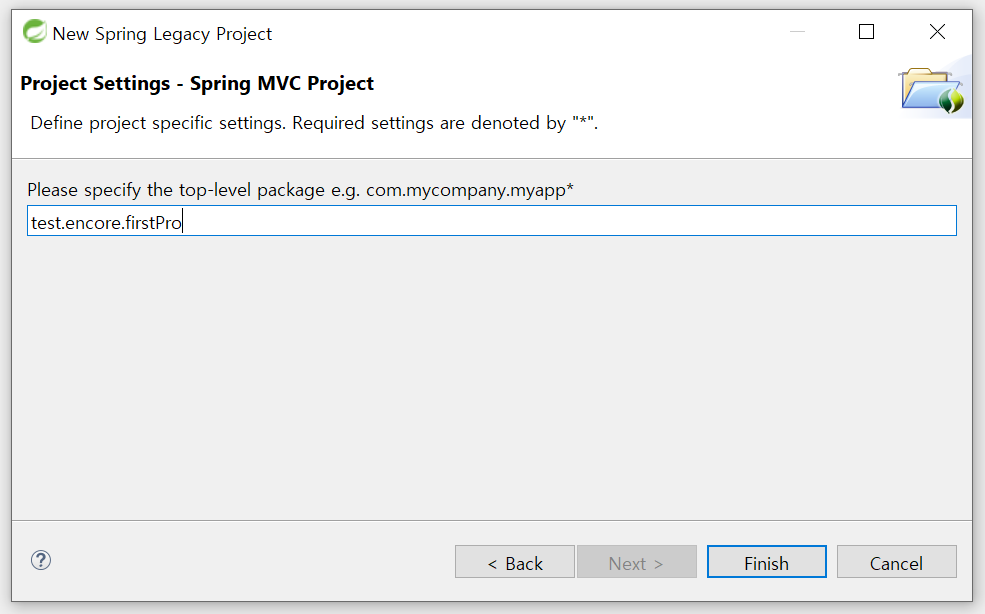 New Spring Legacy Project
Project Settings - Spring MVC Project
Define project specific settings. Required settings are denoted by "*".
Please specify the top-level package e.g. com.mycompany.myapp*
test.encore.firstPro
?
< Back
Next >
Finish
Cancel